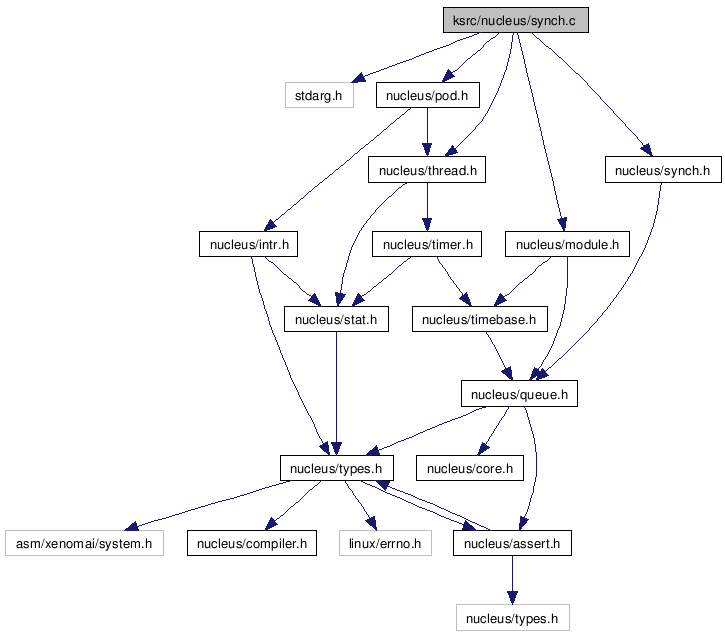 ksrc/nucleus/synch.c
stdarg.h
nucleus/pod.h
nucleus/thread.h
nucleus/synch.h
nucleus/intr.h
nucleus/timer.h
nucleus/module.h
nucleus/stat.h
nucleus/timebase.h
nucleus/queue.h
nucleus/types.h
nucleus/core.h
asm/xenomai/system.h
nucleus/compiler.h
linux/errno.h
nucleus/assert.h
nucleus/types.h